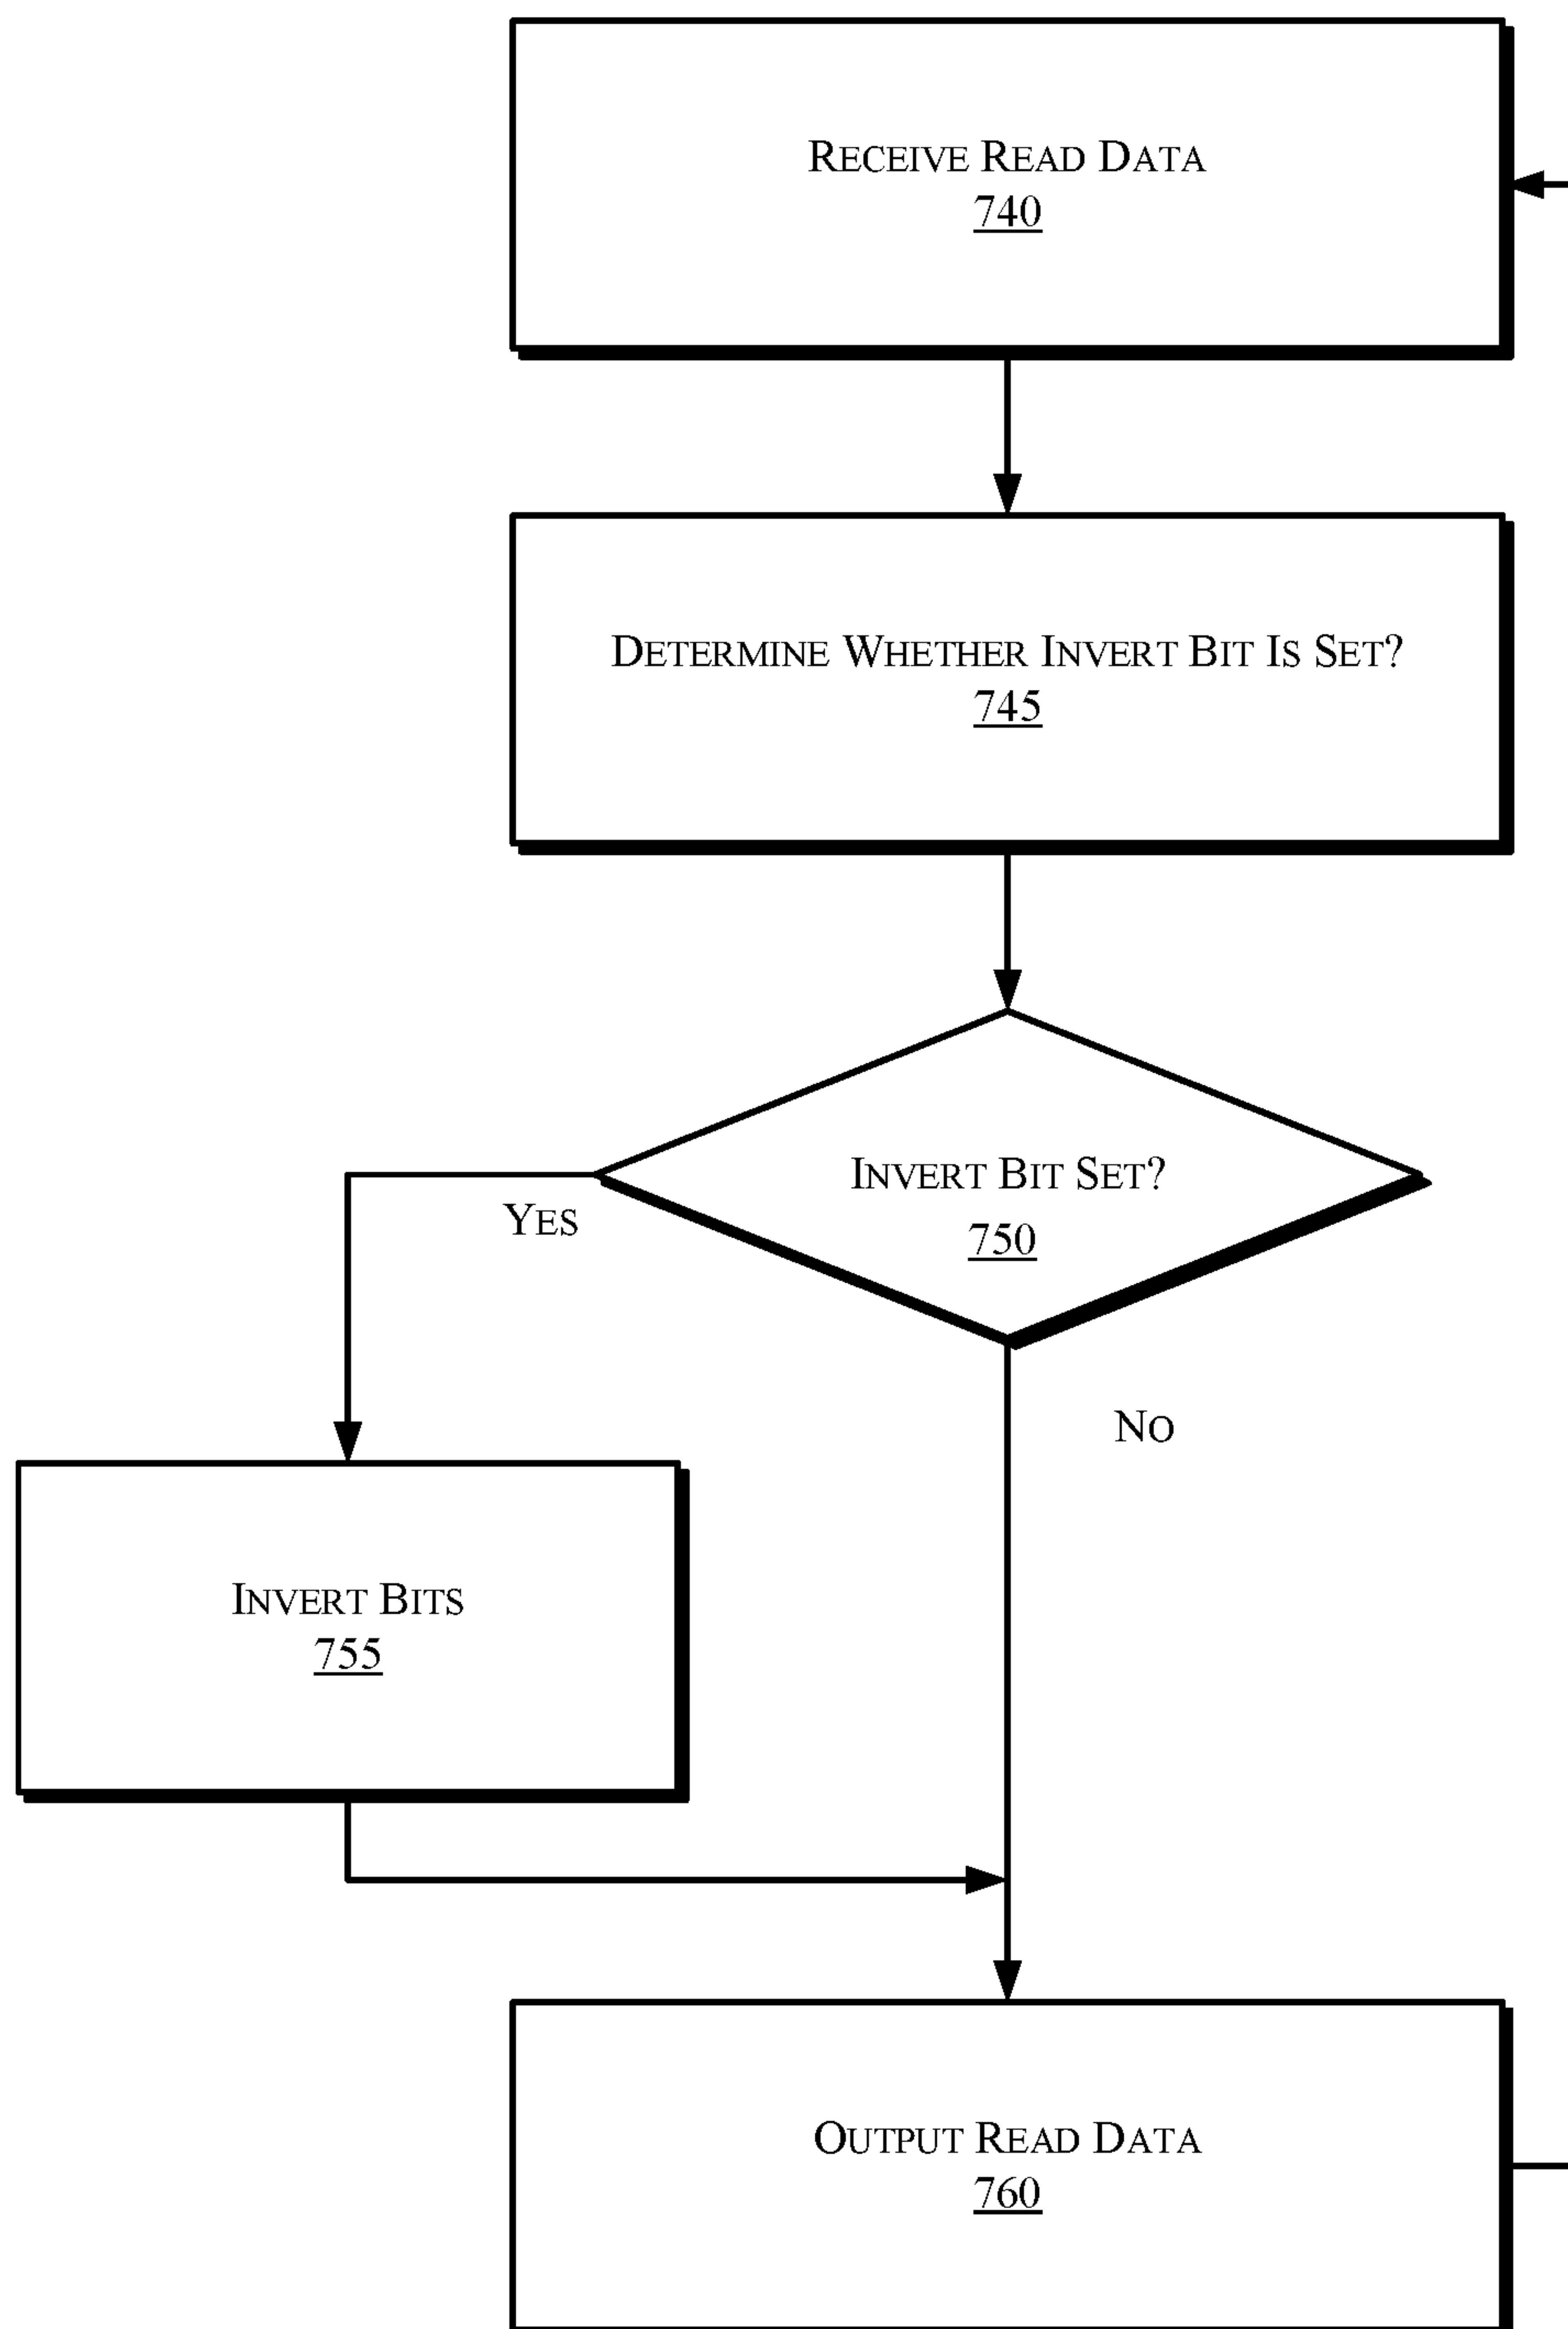 Receive Read Data
740
Determine Whether Invert Bit Is Set?
745
Invert Bit Set?
750
Yes
No
Invert Bits
755
Output Read Data
760